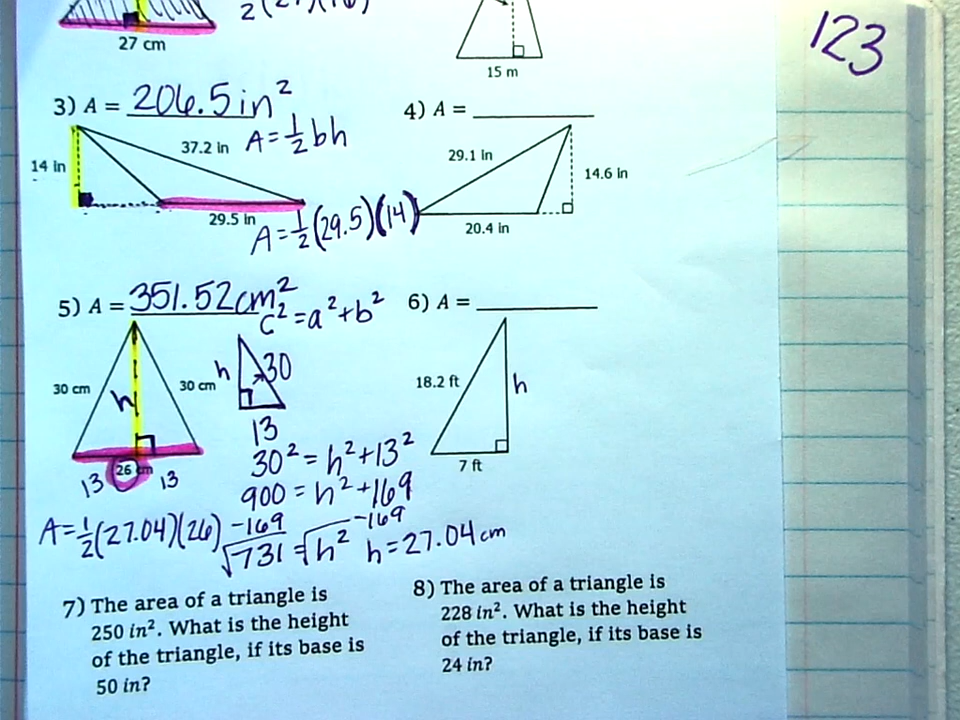 27 cm
15 m
123
3) A = 206.5 in²
14 in
37.2 in
A = ½bh
29.5 in
A = ½(29.5)(14)
4) A = ____________
29.1 in
14.6 in
20.4 in
5) A = 351.52cm²
c² = a² + b²
30 cm
h
30 cm
26 cm
13
13
h
30
13
30² = h² + 13²
900 = h² + 169
-169
-169
√731 = √h²
h = 27.04 cm
A = ½(27.04)(26)
6) A = ____________
18.2 ft
h
7 ft
7) The area of a triangle is
250 in². What is the height
of the triangle, if its base is
50 in?
8) The area of a triangle is
228 in². What is the height
of the triangle, if its base is
24 in?